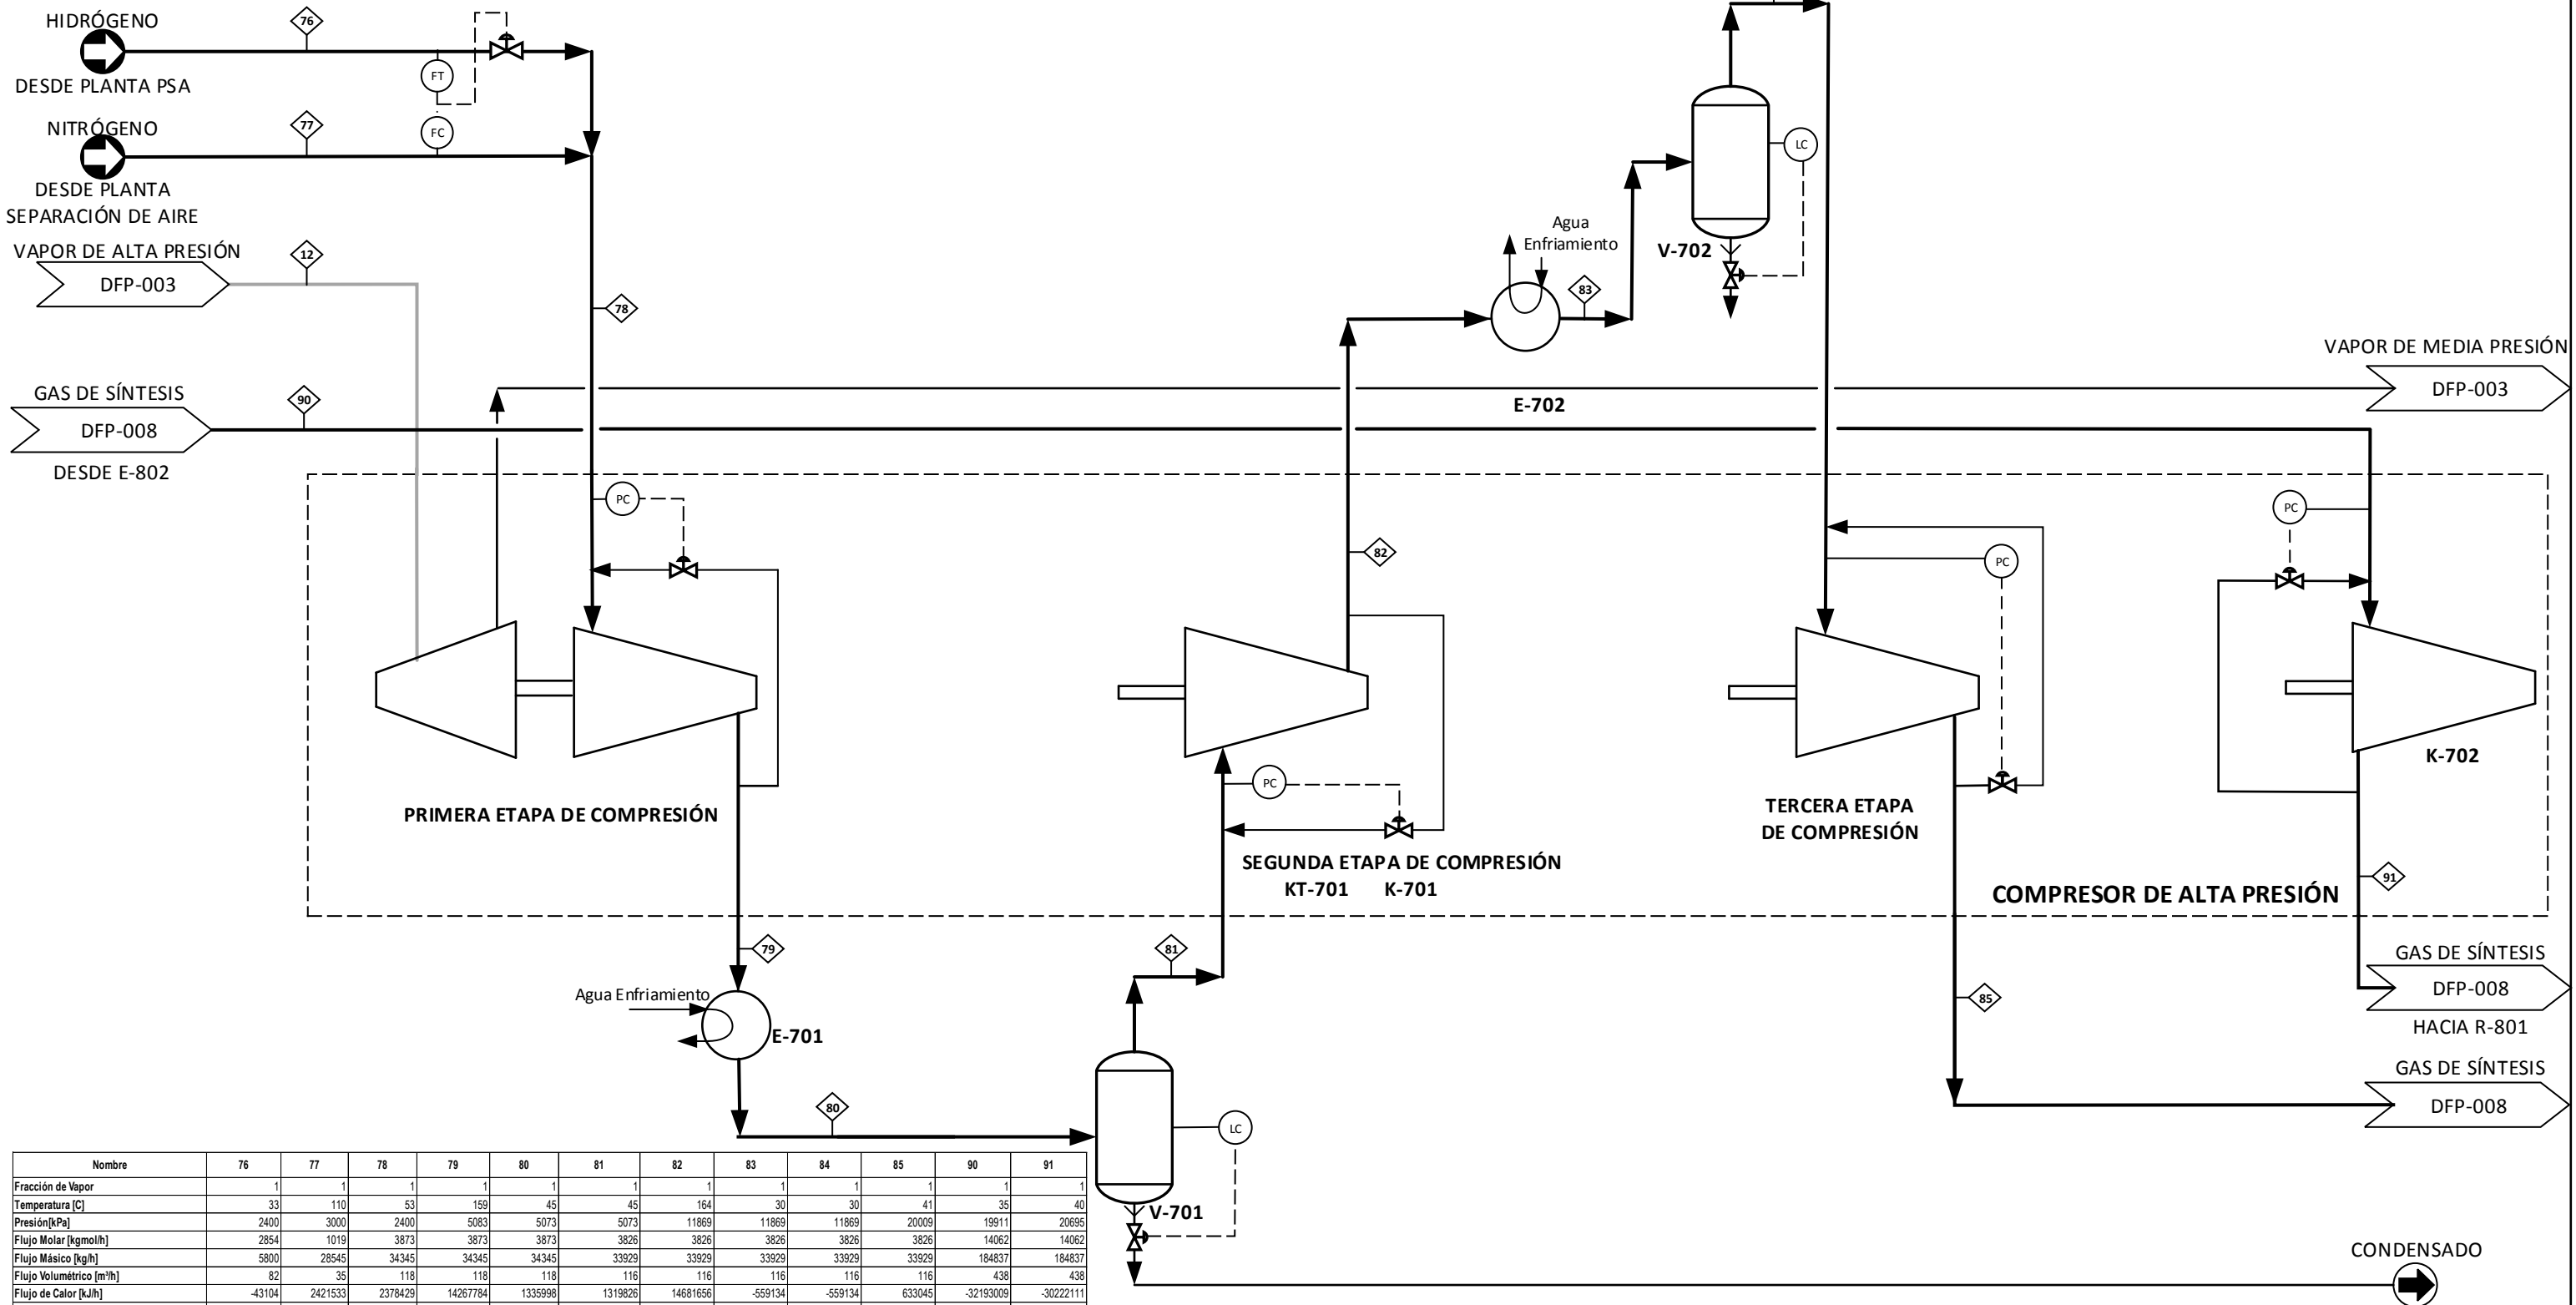 HIDRÓGENO
DESDE PLANTA PSA
76
FT
NITRÓGENO
77
FC
DESDE PLANTA
SEPARACIÓN DE AIRE
VAPOR DE ALTA PRESIÓN
DFP-003
12
78
GAS DE SÍNTESIS
DFP-008
DESDE E-802
90
Agua
Enfriamiento
83
E-702
V-702
LC
VAPOR DE MEDIA PRESIÓN
DFP-003
PC
82
PC
PC
PRIMERA ETAPA DE COMPRESIÓN
PC
SEGUNDA ETAPA DE COMPRESIÓN
KT-701 K-701
TERCERA ETAPA
DE COMPRESIÓN
K-702
COMPRESOR DE ALTA PRESIÓN
91
79
81
85
Agua Enfriamiento
E-701
80
LC
V-701
GAS DE SÍNTESIS
DFP-008
HACIA R-801
GAS DE SÍNTESIS
DFP-008
CONDENSADO
Nombre 76 77 78 79 80 81 82 83 84 85 90 91
Fracción de Vapor 1 1 1 1 1 1 1 1 1 1 1 1
Temperatura [C] 33 110 53 159 45 45 164 30 30 41 35 40
Presión[kPa] 2400 3000 2400 5083 5073 5073 11869 11869 11869 20009 19911 20695
Flujo Molar [kgmol/h] 2854 1019 3873 3873 3873 3826 3826 3826 3826 3826 14062 14062
Flujo Másico [kg/h] 5800 28545 34345 34345 34345 33929 33929 33929 33929 33929 184837 184837
Flujo Volumétrico [m³/h] 82 35 118 118 118 116 116 116 116 116 438 438
Flujo de Calor [kJ/h] -43104 2421533 2378429 14267784 1335998 1319826 14681656 -559134 -559134 633045 -32193009 -30222111